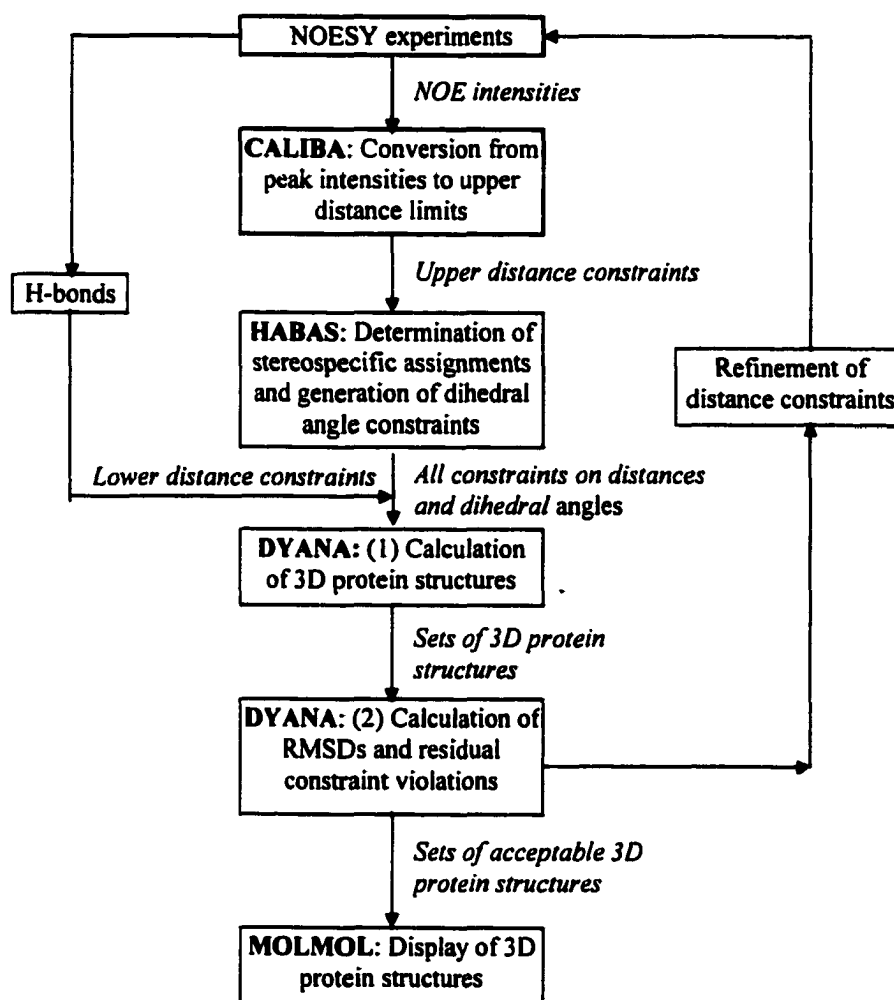 NOESY experiments
NOE intensities
CALIBA: Conversion from
peak intensities to upper
distance limits
Upper distance constraints
H-bonds
HABAS: Determination of
stereospecific assignments
and generation of dihedral
angle constraints
Refinement of
distance constraints
Lower distance constraints
All constraints on distances
and dihedral angles
DYANA: (1) Calculation
of 3D protein structures
Sets of 3D protein
structures
DYANA: (2) Calculation of
RMSDs and residual
constraint violations
Sets of acceptable 3D
protein structures
MOLMOL: Display of 3D
protein structures